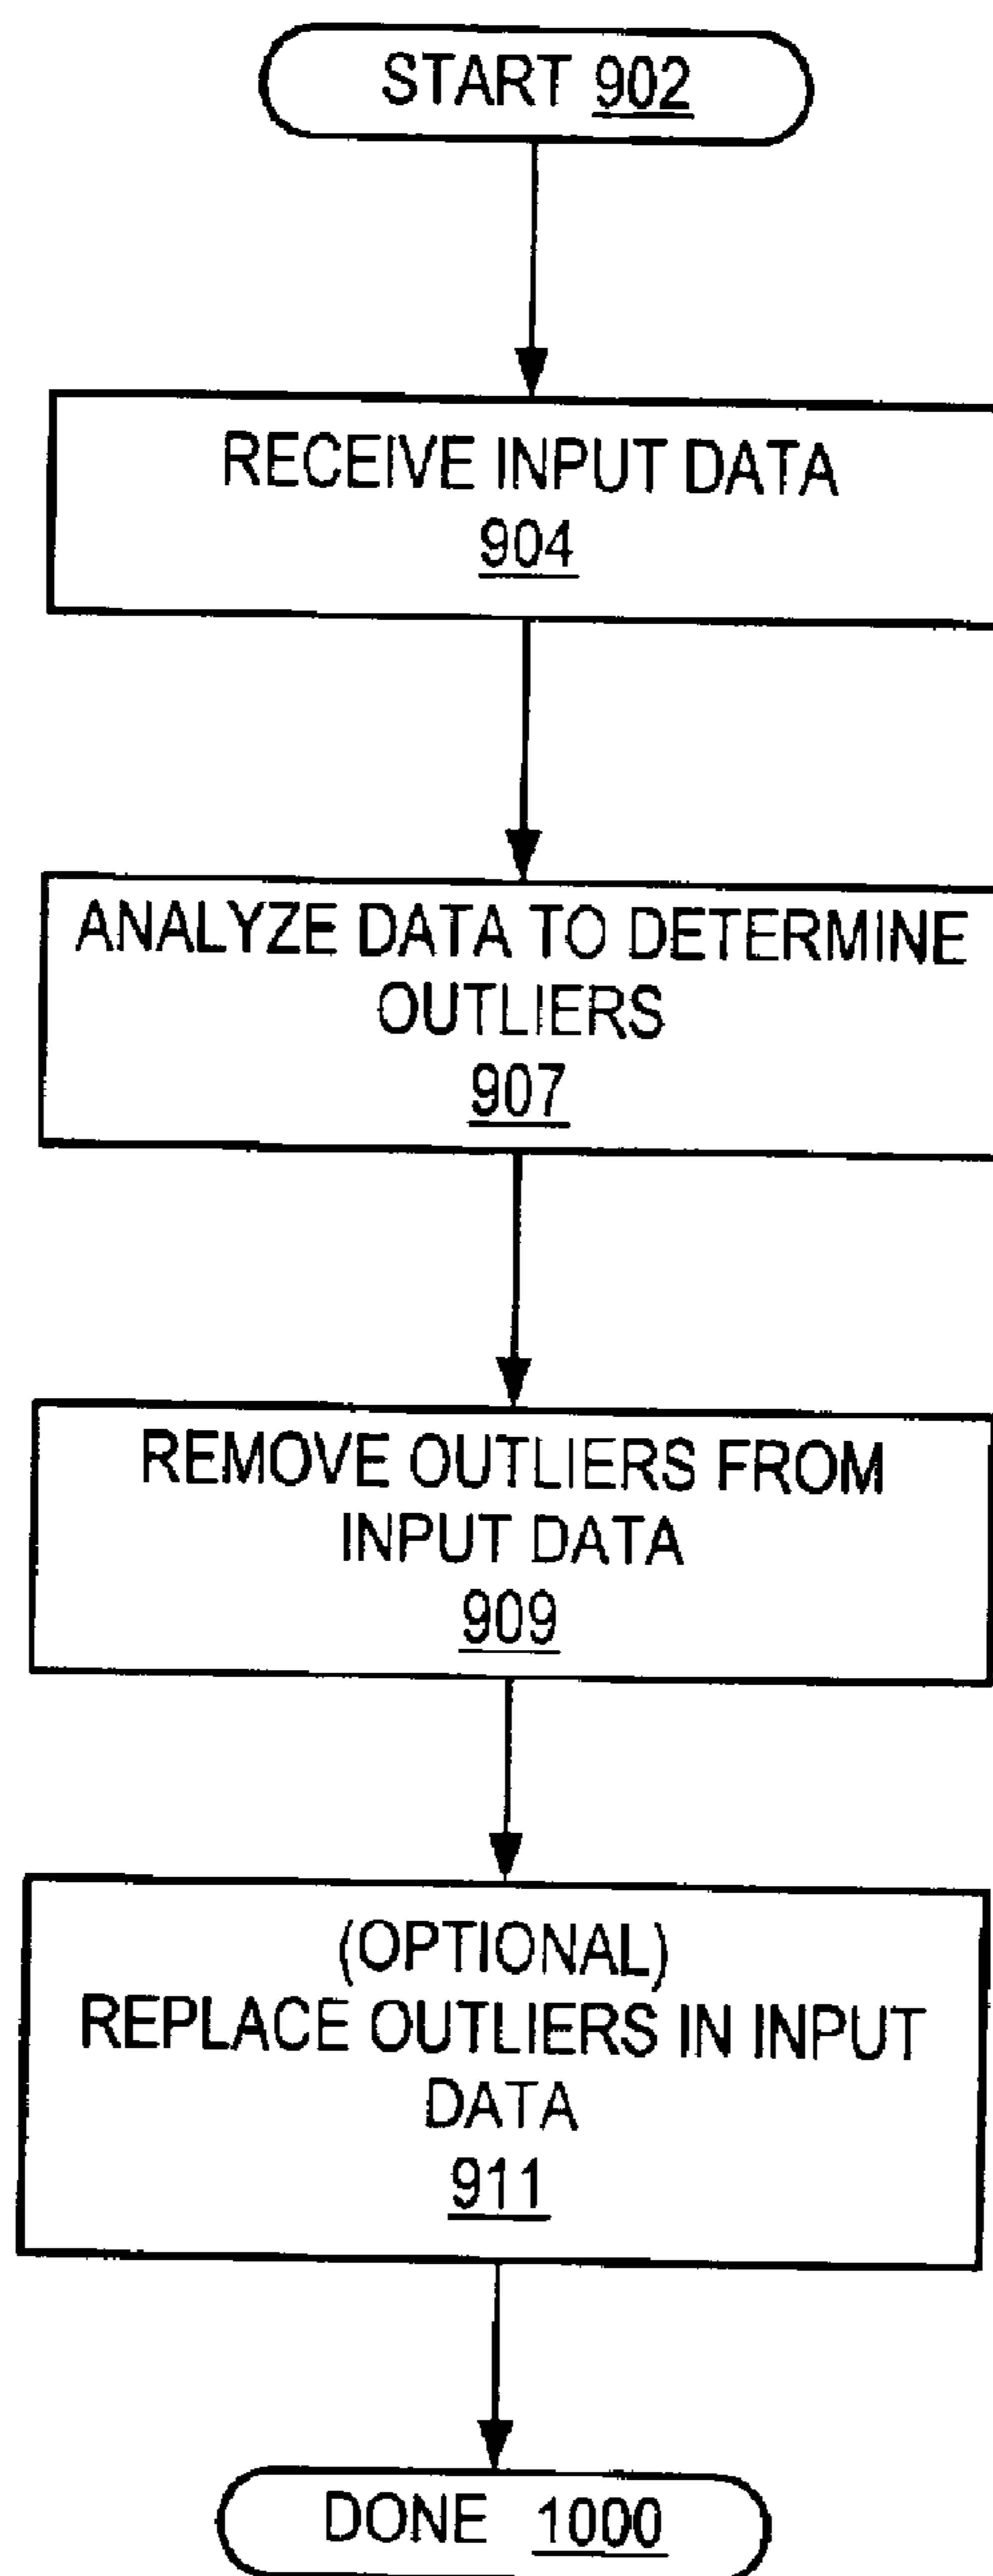 START 902
RECEIVE INPUT DATA
904
ANALYZE DATA TO DETERMINE
OUTLIERS
907
REMOVE OUTLIERS FROM
INPUT DATA
909
(OPTIONAL)
REPLACE OUTLIERS IN INPUT
DATA
911
DONE 1000